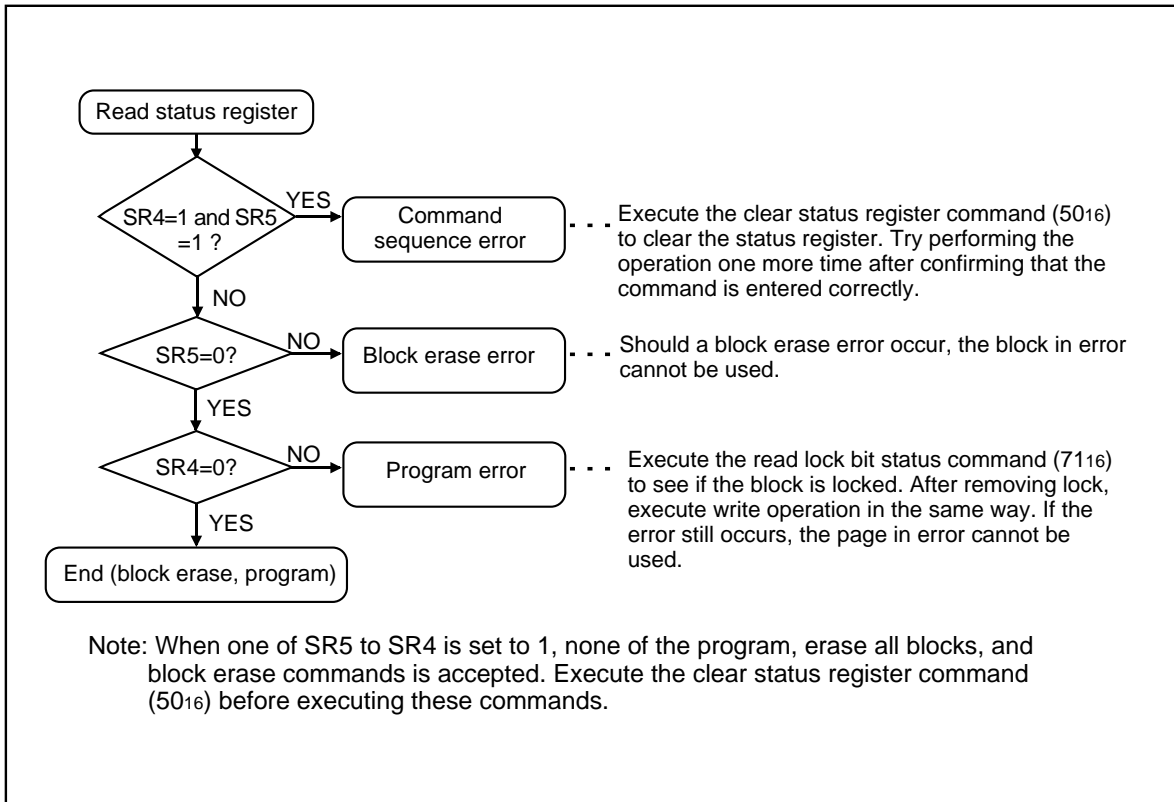 Read status register
YES
SR4=1 and SR5
=1 ?
Command
sequence error
Execute the clear status register command (5016)
to clear the status register. Try performing the
operation one more time after confirming that the
command is entered correctly.
NO
SR5=0?
NO
Block erase error
Should a block erase error occur, the block in error
cannot be used.
YES
SR4=0?
NO
Program error
Execute the read lock bit status command (7116)
to see if the block is locked. After removing lock,
execute write operation in the same way. If the
error still occurs, the page in error cannot be
used.
YES
End (block erase, program)
Note: When one of SR5 to SR4 is set to 1, none of the program, erase all blocks, and
block erase commands is accepted. Execute the clear status register command
(5016) before executing these commands.